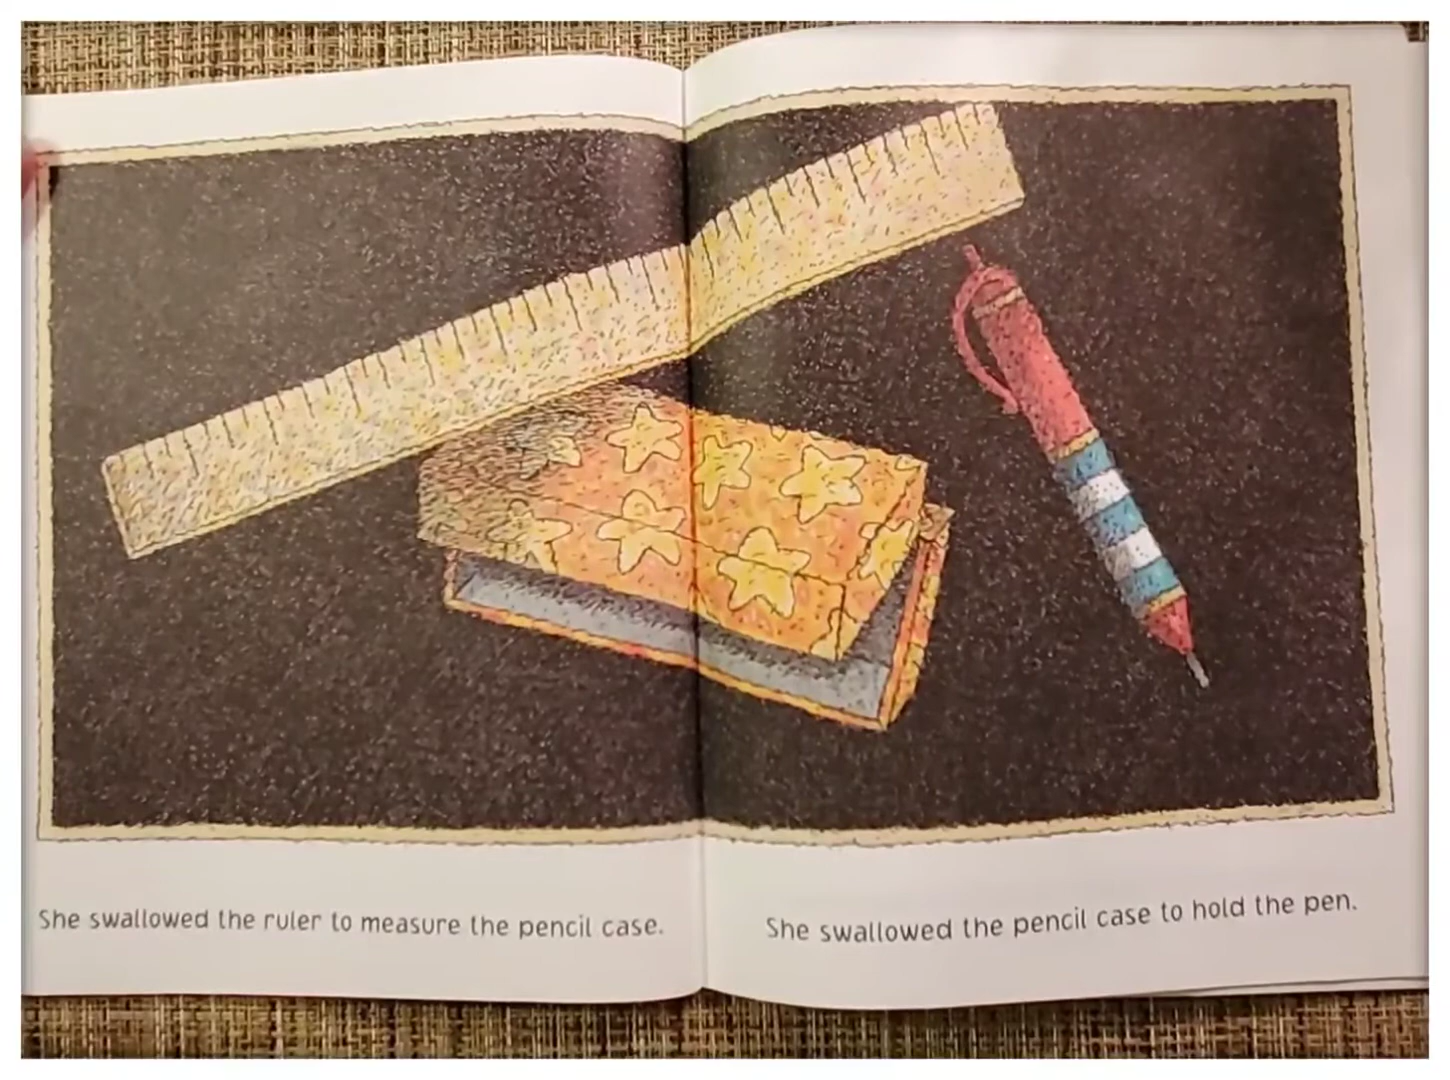 She swallowed the ruler to measure the pencil case.
She swallowed the pencil case to hold the pen.